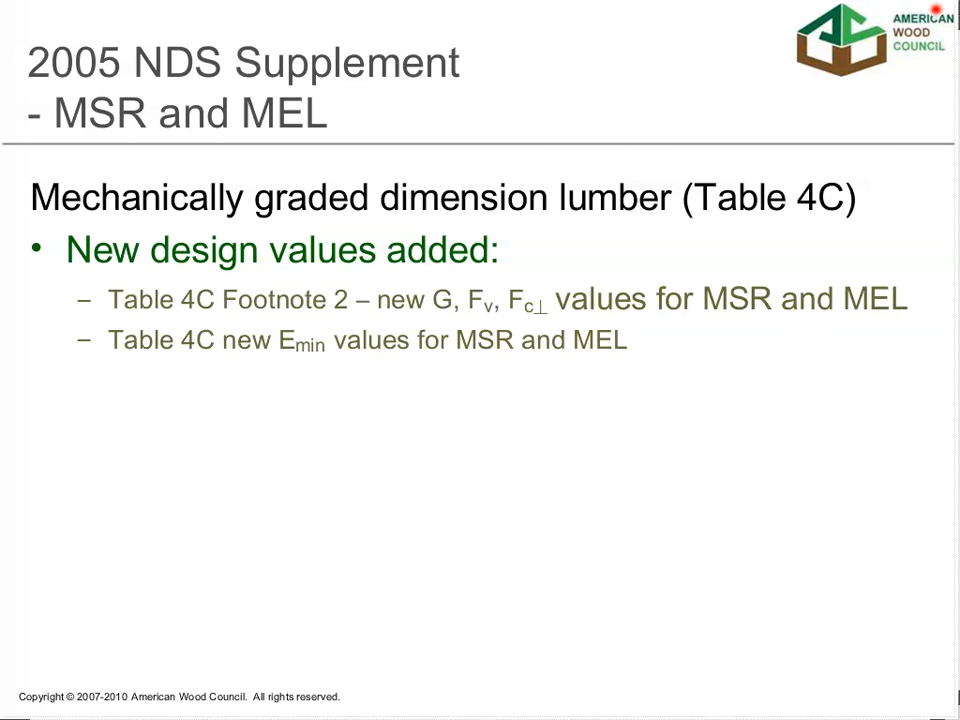 AMERICAN
WOOD
COUNCIL
2005 NDS Supplement
- MSR and MEL
Mechanically graded dimension lumber (Table 4C)
• New design values added:
– Table 4C Footnote 2 – new G, Fv, Fc⊥ values for MSR and MEL
– Table 4C new Emin values for MSR and MEL
Copyright © 2007-2010 American Wood Council. All rights reserved.